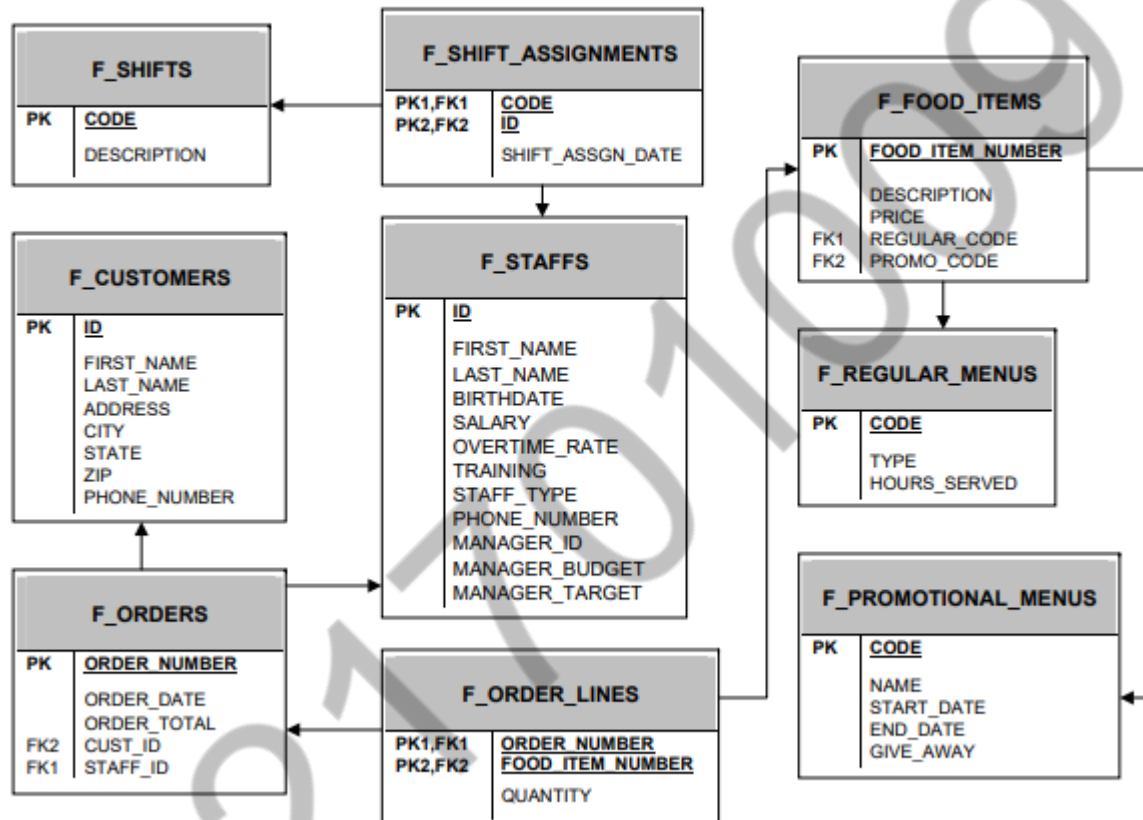 F_SHIFTS
PK CODE
DESCRIPTION
F_SHIFT_ASSIGNMENTS
PK1,FK1 CODE
PK2,FK2 ID
SHIFT_ASSGN_DATE
F_FOOD_ITEMS
PK FOOD_ITEM_NUMBER
DESCRIPTION
PRICE
FK1 REGULAR_CODE
FK2 PROMO_CODE
F_CUSTOMERS
PK ID
FIRST_NAME
LAST_NAME
ADDRESS
CITY
STATE
ZIP
PHONE_NUMBER
F_STAFFS
PK ID
FIRST_NAME
LAST_NAME
BIRTHDATE
SALARY
OVERTIME_RATE
TRAINING
STAFF_TYPE
PHONE_NUMBER
MANAGER_ID
MANAGER_BUDGET
MANAGER_TARGET
F_REGULAR_MENUS
PK CODE
TYPE
HOURS_SERVED
F_ORDERS
PK ORDER_NUMBER
ORDER_DATE
ORDER_TOTAL
FK2 CUST_ID
FK1 STAFF_ID
F_ORDER_LINES
PK1,FK1 ORDER_NUMBER
PK2,FK2 FOOD_ITEM_NUMBER
QUANTITY
F_PROMOTIONAL_MENUS
PK CODE
NAME
START_DATE
END_DATE
GIVE_AWAY
21701009